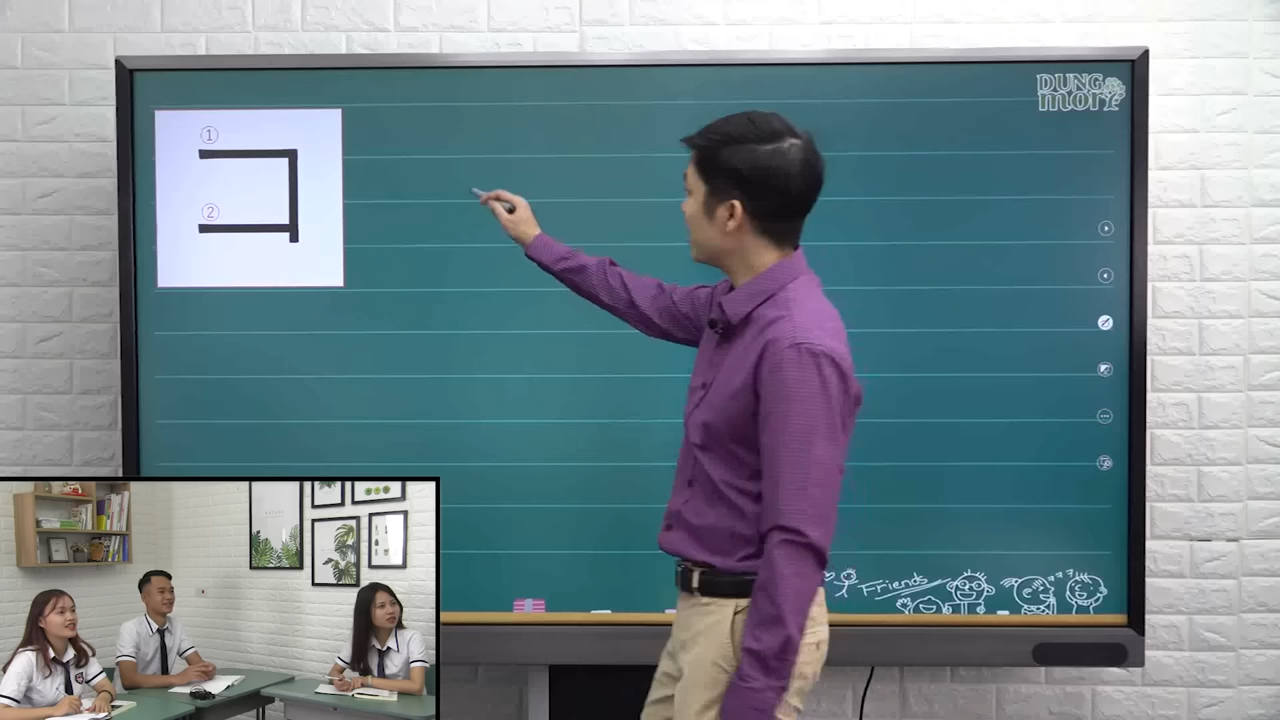 DUNG
mori
①
コ
②
Friends